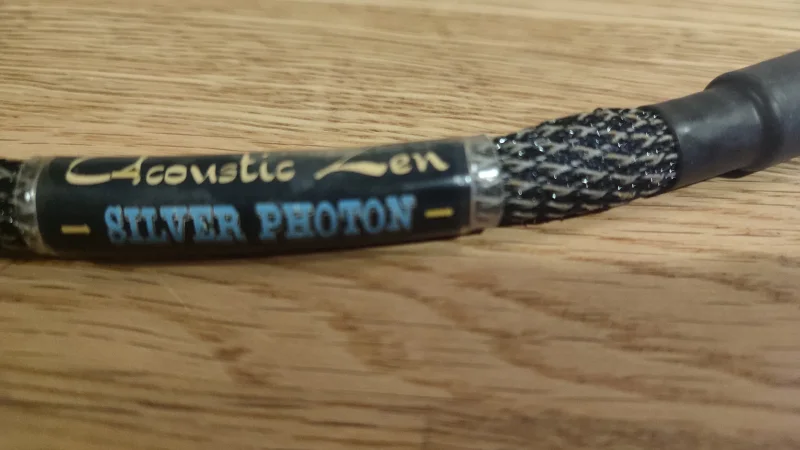 Acoustic Zen
- SILVER PHOTON -